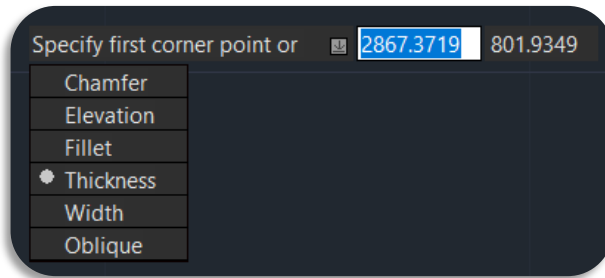 Specify first corner point or 2867.3719 801.9349
Chamfer
Elevation
Fillet
Thickness
Width
Oblique